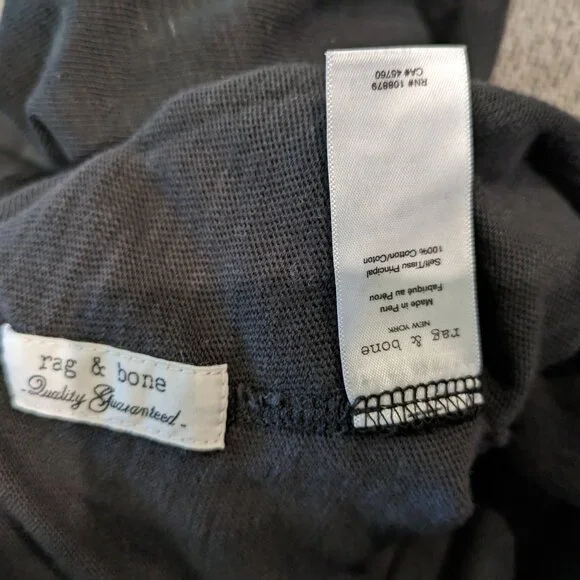 rag & bone
Quality Guaranteed
rag & bone
NEW YORK
Made in Peru
Fabriqué au Pérou
Self/Tissu Principal
100% Cotton/Coton
RN# 108879
CA# 45760